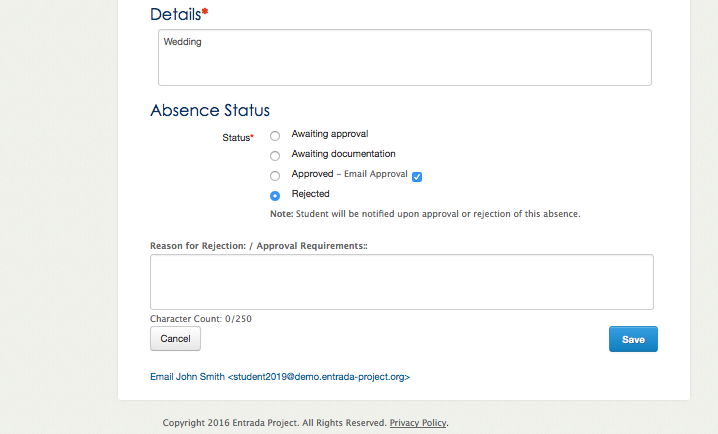 Details*
Wedding
Absence Status
Status*
Awaiting approval
Awaiting documentation
Approved – Email Approval
Rejected
Note: Student will be notified upon approval or rejection of this absence.
Reason for Rejection: / Approval Requirements::
Character Count: 0/250
Cancel
Save
Email John Smith <student2019@demo.entrada-project.org>
Copyright 2016 Entrada Project. All Rights Reserved. Privacy Policy.